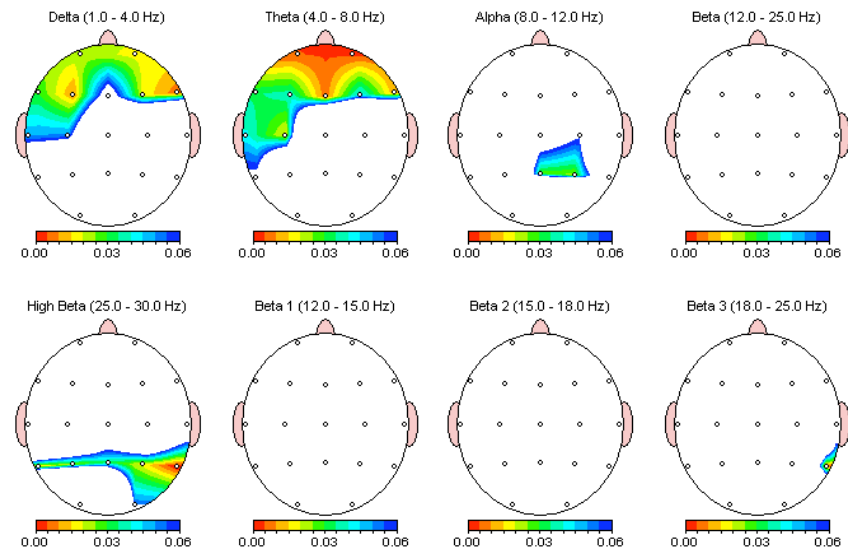 Delta (1.0 - 4.0 Hz)
Theta (4.0 - 8.0 Hz)
Alpha (8.0 - 12.0 Hz)
Beta (12.0 - 25.0 Hz)
0.00 0.03 0.06
0.00 0.03 0.06
0.00 0.03 0.06
0.00 0.03 0.06
High Beta (25.0 - 30.0 Hz)
Beta 1 (12.0 - 15.0 Hz)
Beta 2 (15.0 - 18.0 Hz)
Beta 3 (18.0 - 25.0 Hz)
0.00 0.03 0.06
0.00 0.03 0.06
0.00 0.03 0.06
0.00 0.03 0.06